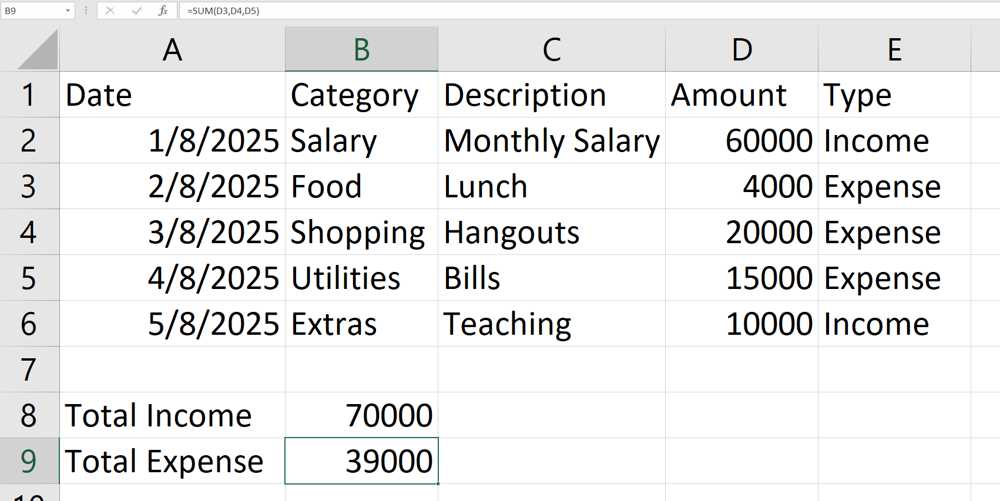 B9 fx =SUM(D3,D4,D5)
A B C D E
1 Date Category Description Amount Type
2 1/8/2025 Salary Monthly Salary 60000 Income
3 2/8/2025 Food Lunch 4000 Expense
4 3/8/2025 Shopping Hangouts 20000 Expense
5 4/8/2025 Utilities Bills 15000 Expense
6 5/8/2025 Extras Teaching 10000 Income
7
8 Total Income 70000
9 Total Expense 39000
10